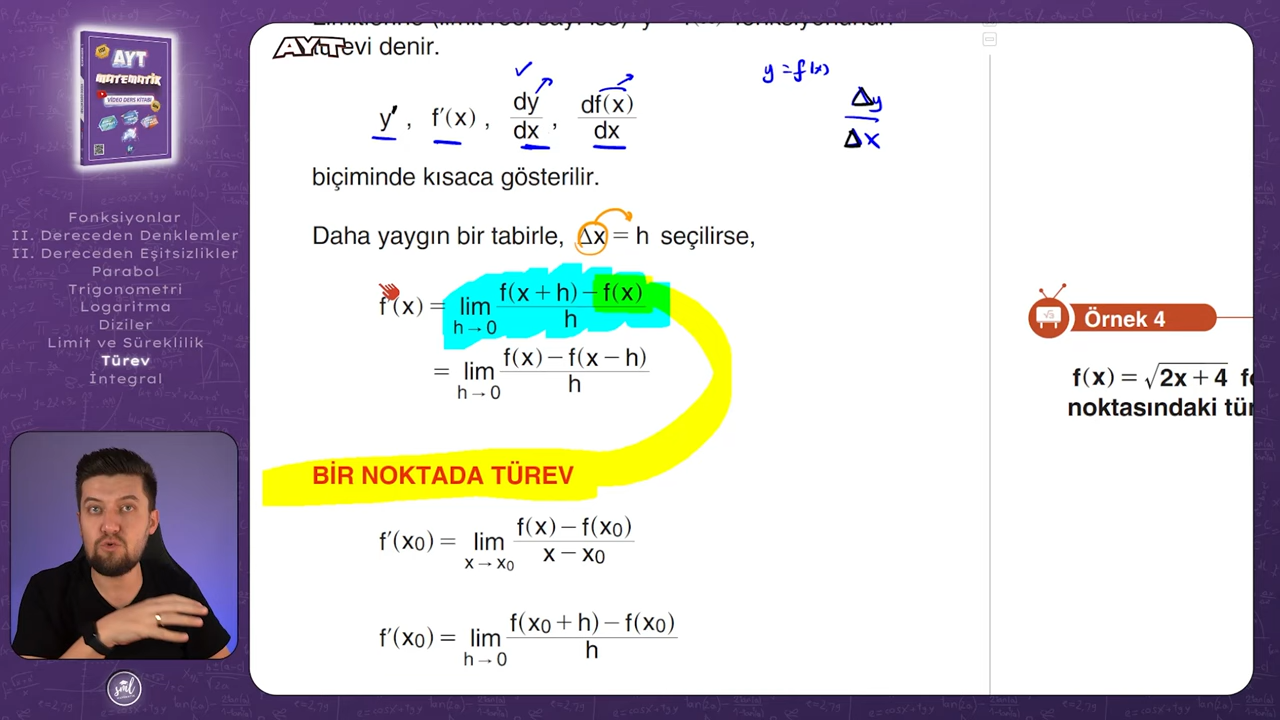 AYT
türevi denir.
y = f(x)
y' , f'(x) , dy/dx , df(x)/dx
Δy/Δx
biçiminde kısaca gösterilir.
Daha yaygın bir tabirle, Δx = h seçilirse,
f'(x) = lim h→0 f(x + h) − f(x) / h
= lim h→0 f(x) − f(x − h) / h
BİR NOKTADA TÜREV
f'(x₀) = lim x→x₀ f(x) − f(x₀) / x − x₀
f'(x₀) = lim h→0 f(x₀ + h) − f(x₀) / h
Örnek 4
f(x) = √2x + 4
noktasındaki
AYT
MATEMATİK
VİDEO DERS KİTABI
Fonksiyonlar
II. Dereceden Denklemler
II. Dereceden Eşitsizlikler
Parabol
Trigonometri
Logaritma
Diziler
Limit ve Süreklilik
Türev
İntegral
sml